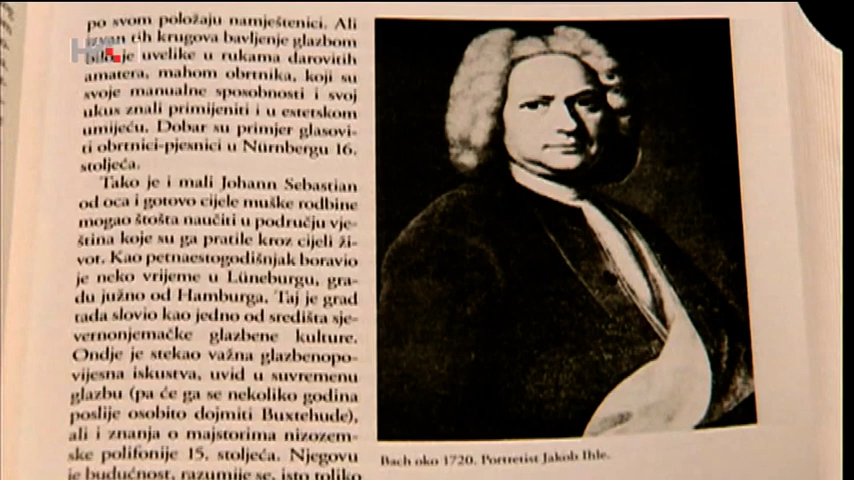 po svom položaju namještenici. Ali
izvan tih krugova bavljenje glazbom
bilo je uvelike u rukama darovitih
amatera, mahom obrtnika, koji su
svoje manualne sposobnosti i svoj
ukus znali primijeniti i u estetskom
umijeću. Dobar su primjer glasovi-
ti obrtnici-pjesnici u Nürnbergu 16.
stoljeća.
Tako je i mali Johann Sebastian
od oca i gotovo cijele muške rodbine
mogao štošta naučiti u području vje-
ština koje su ga pratile kroz cijeli ži-
vot. Kao petnaestogodišnjak boravio
je neko vrijeme u Lüneburgu, gra-
du južno od Hamburga. Taj je grad
tada slovio kao jedno od središta sje-
vernonjemačke glazbene kulture.
Ondje je stekao važna glazbenopo-
vijesna iskustva, uvid u suvremenu
glazbu (pa će ga se nekoliko godina
poslije osobito dojmiti Buxtehude),
ali i znanja o majstorima nizozem-
ske polifonije 15. stoljeća. Njegovu
je budućnost, razumije se, isto toliko
Bach oko 1720. Portretist Jakob Ihle.